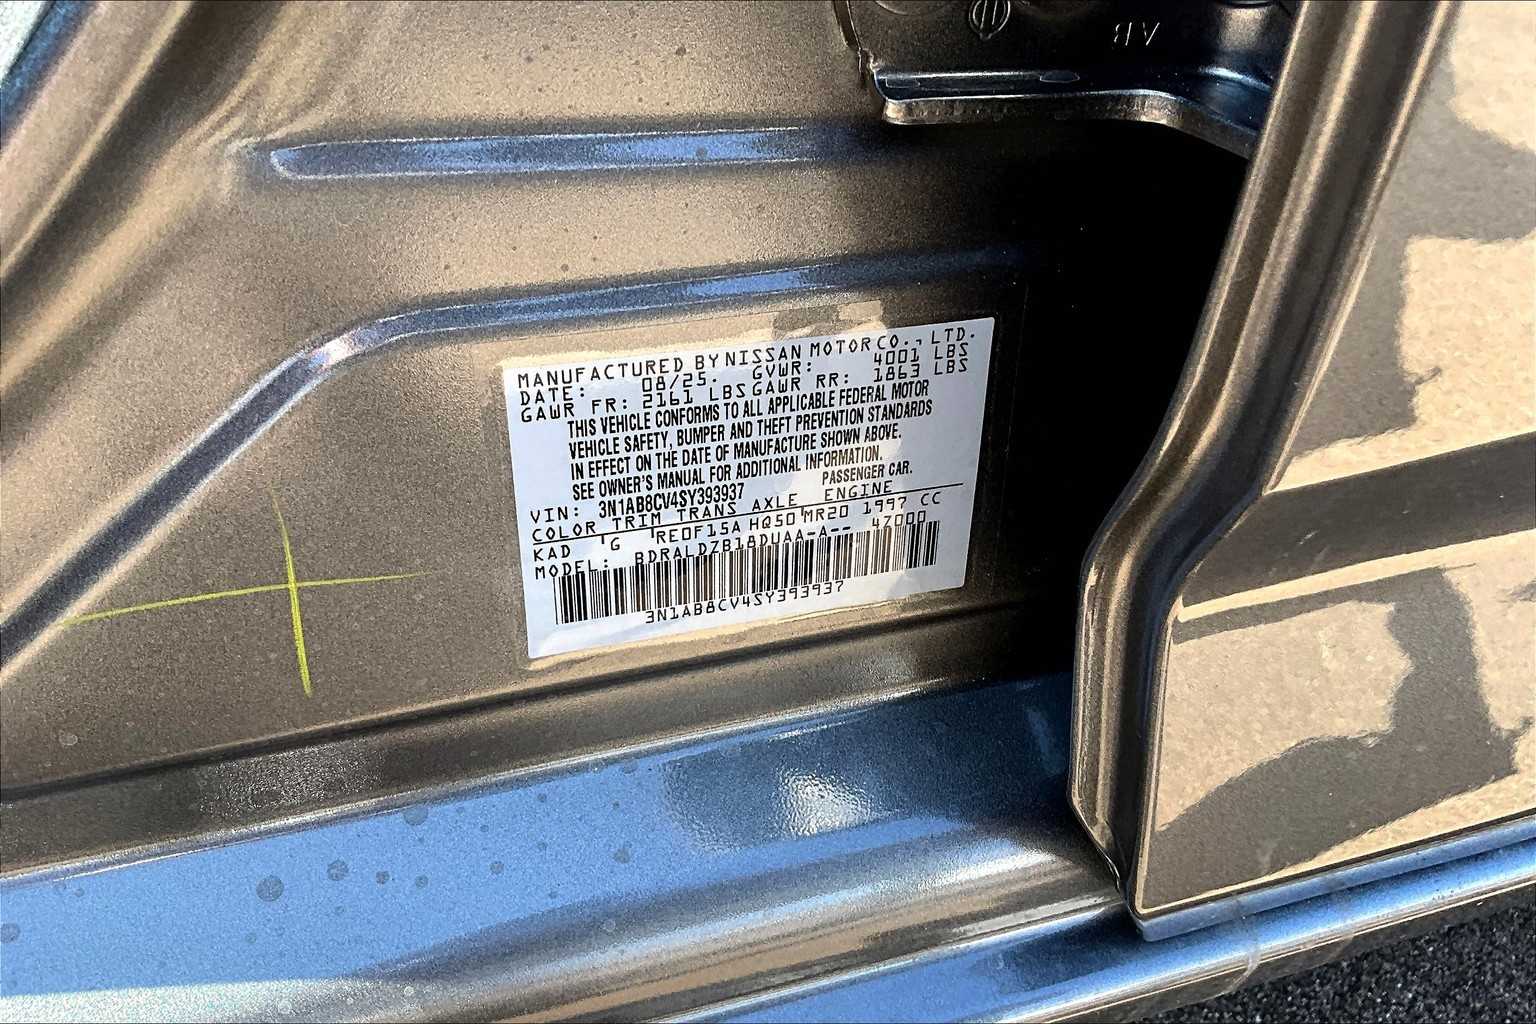 AB
MANUFACTURED BY NISSAN MOTOR CO., LTD.
DATE: 08/25. GVWR: 4001 LBS
GAWR FR: 2161 LBS GAWR RR: 1863 LBS
THIS VEHICLE CONFORMS TO ALL APPLICABLE FEDERAL MOTOR
VEHICLE SAFETY, BUMPER AND THEFT PREVENTION STANDARDS
IN EFFECT ON THE DATE OF MANUFACTURE SHOWN ABOVE.
SEE OWNER'S MANUAL FOR ADDITIONAL INFORMATION.
PASSENGER CAR.
VIN: 3N1AB8CV4SY393937
COLOR TRIM TRANS AXLE ENGINE
KAD G RE0F15A HQ50 MR20 1997 CC
MODEL: BDRALDZB18DUAA-A-- 47000
3N1AB8CV4SY393937